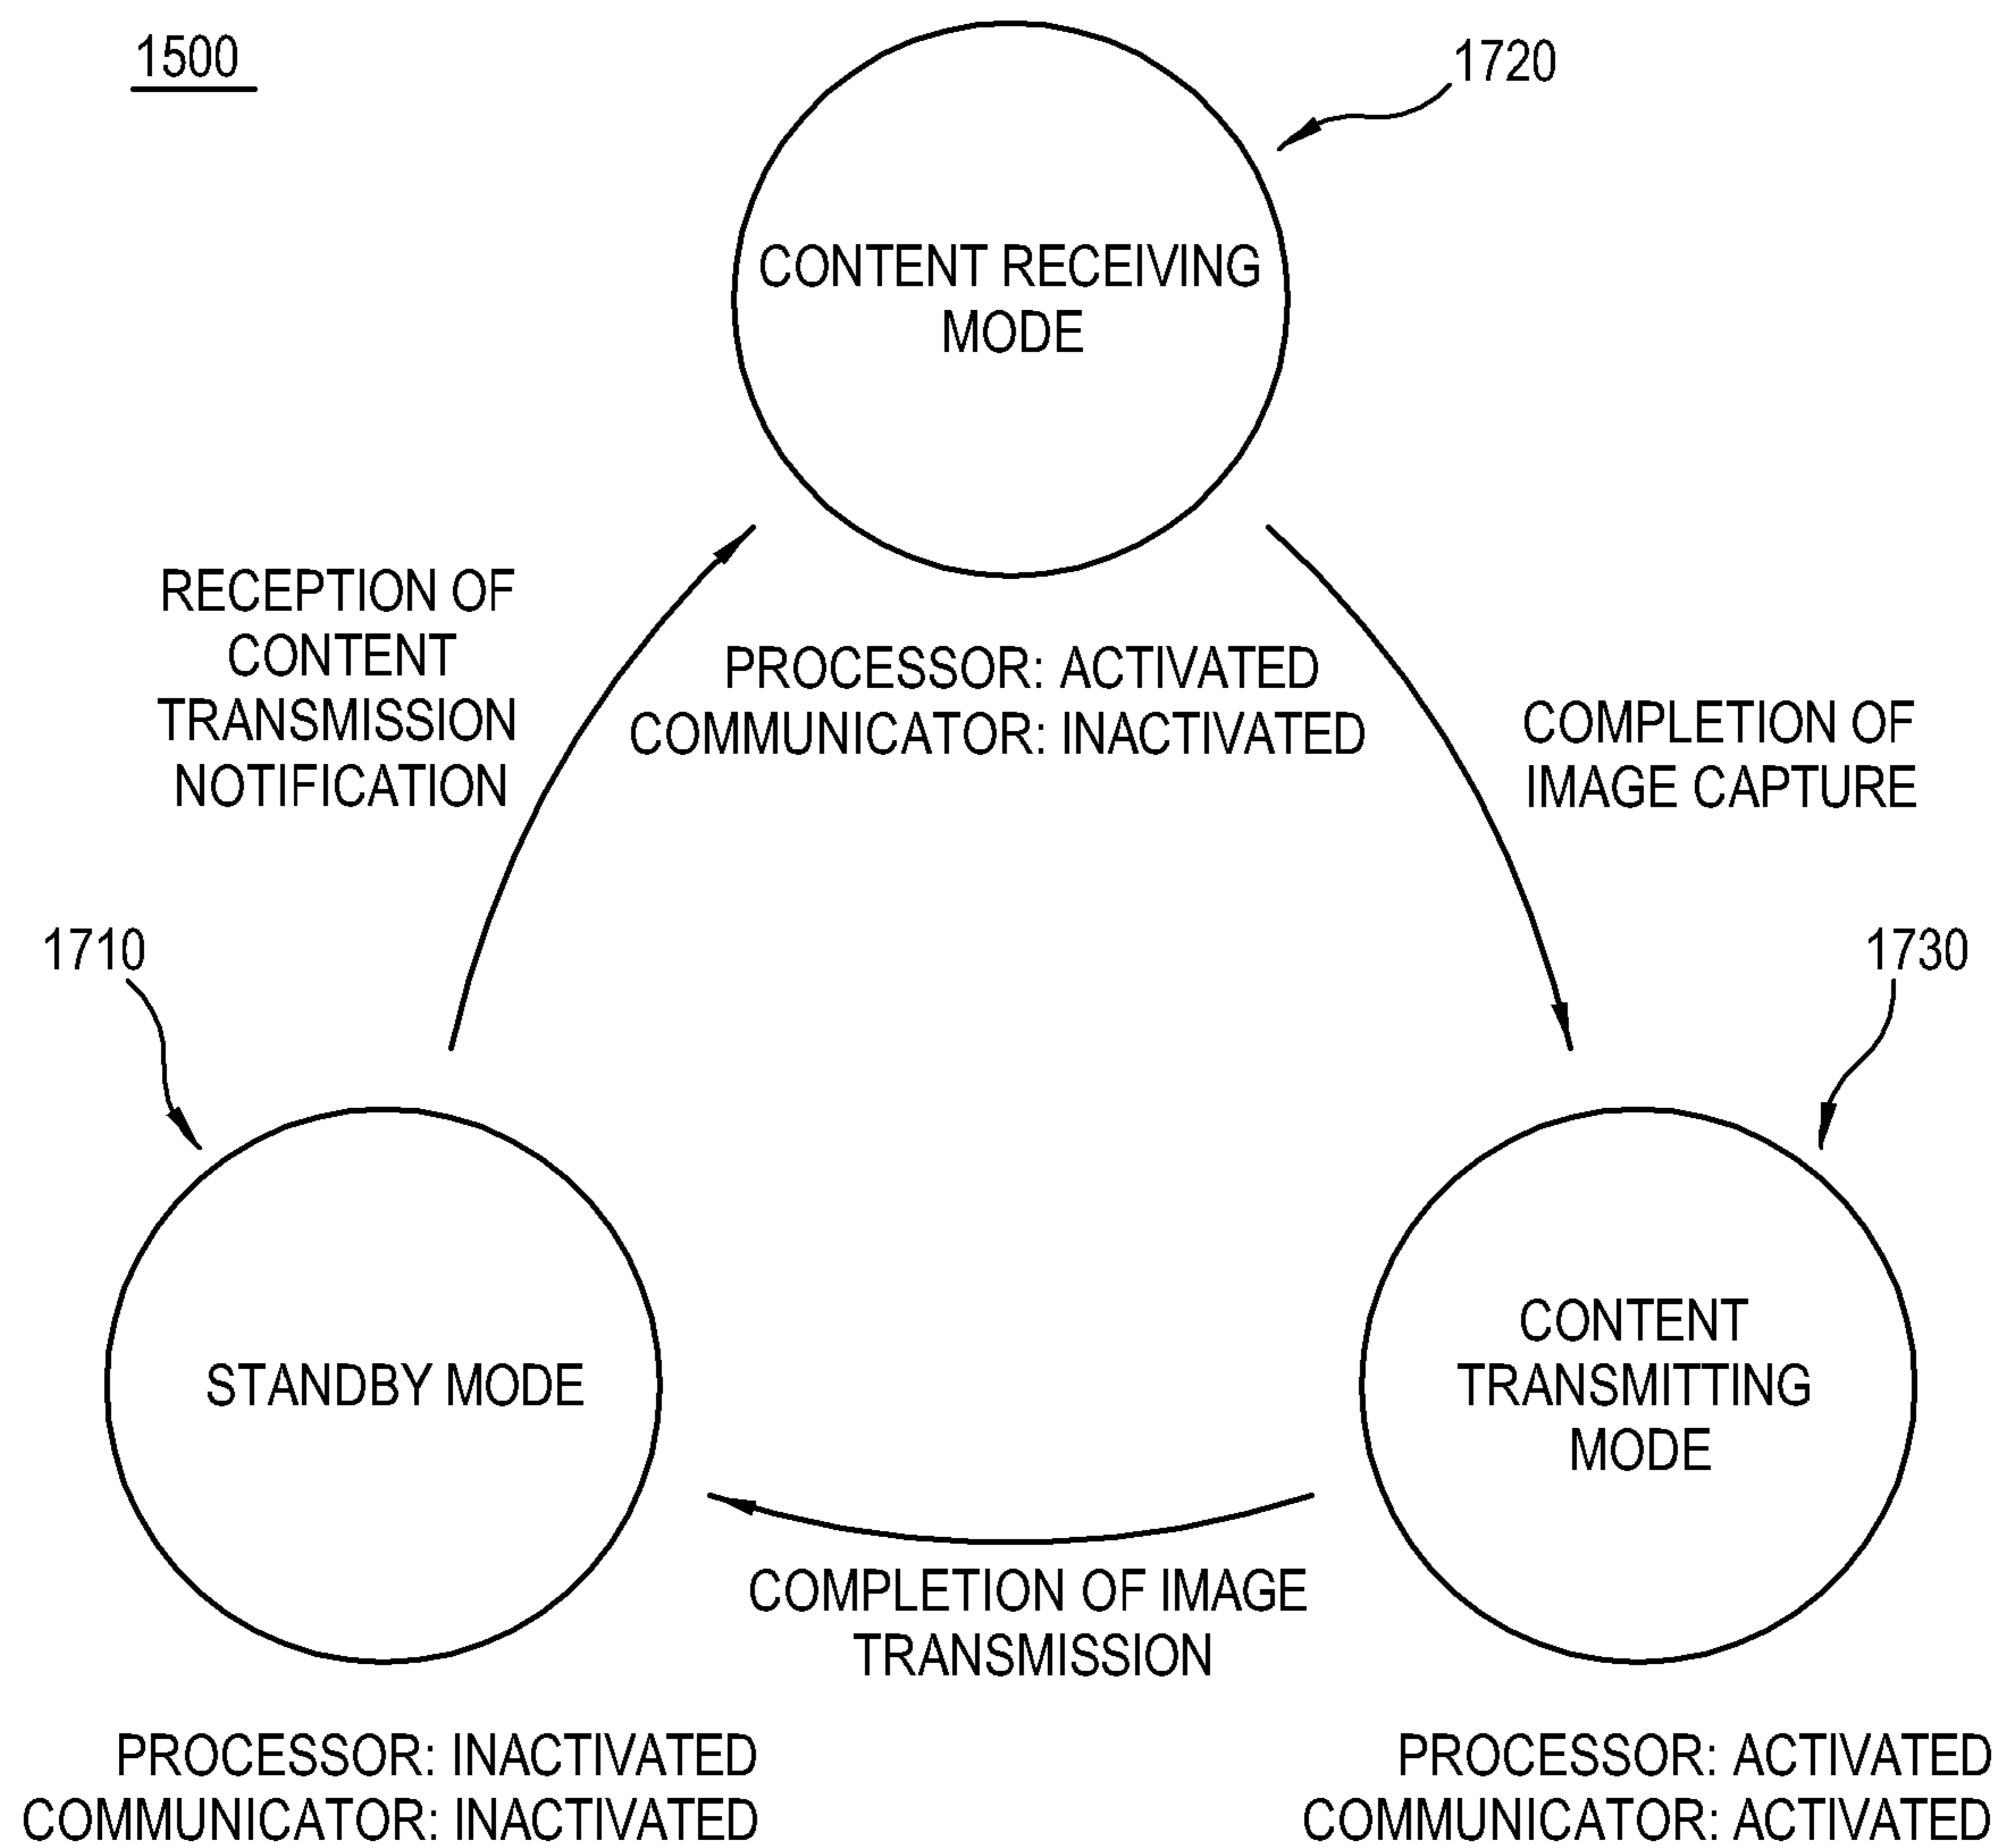 1500
1720
CONTENT RECEIVING
MODE
RECEPTION OF
CONTENT
TRANSMISSION
NOTIFICATION
PROCESSOR: ACTIVATED
COMMUNICATOR: INACTIVATED
COMPLETION OF
IMAGE CAPTURE
1710
1730
STANDBY MODE
CONTENT
TRANSMITTING
MODE
COMPLETION OF IMAGE
TRANSMISSION
PROCESSOR: INACTIVATED
COMMUNICATOR: INACTIVATED
PROCESSOR: ACTIVATED
COMMUNICATOR: ACTIVATED